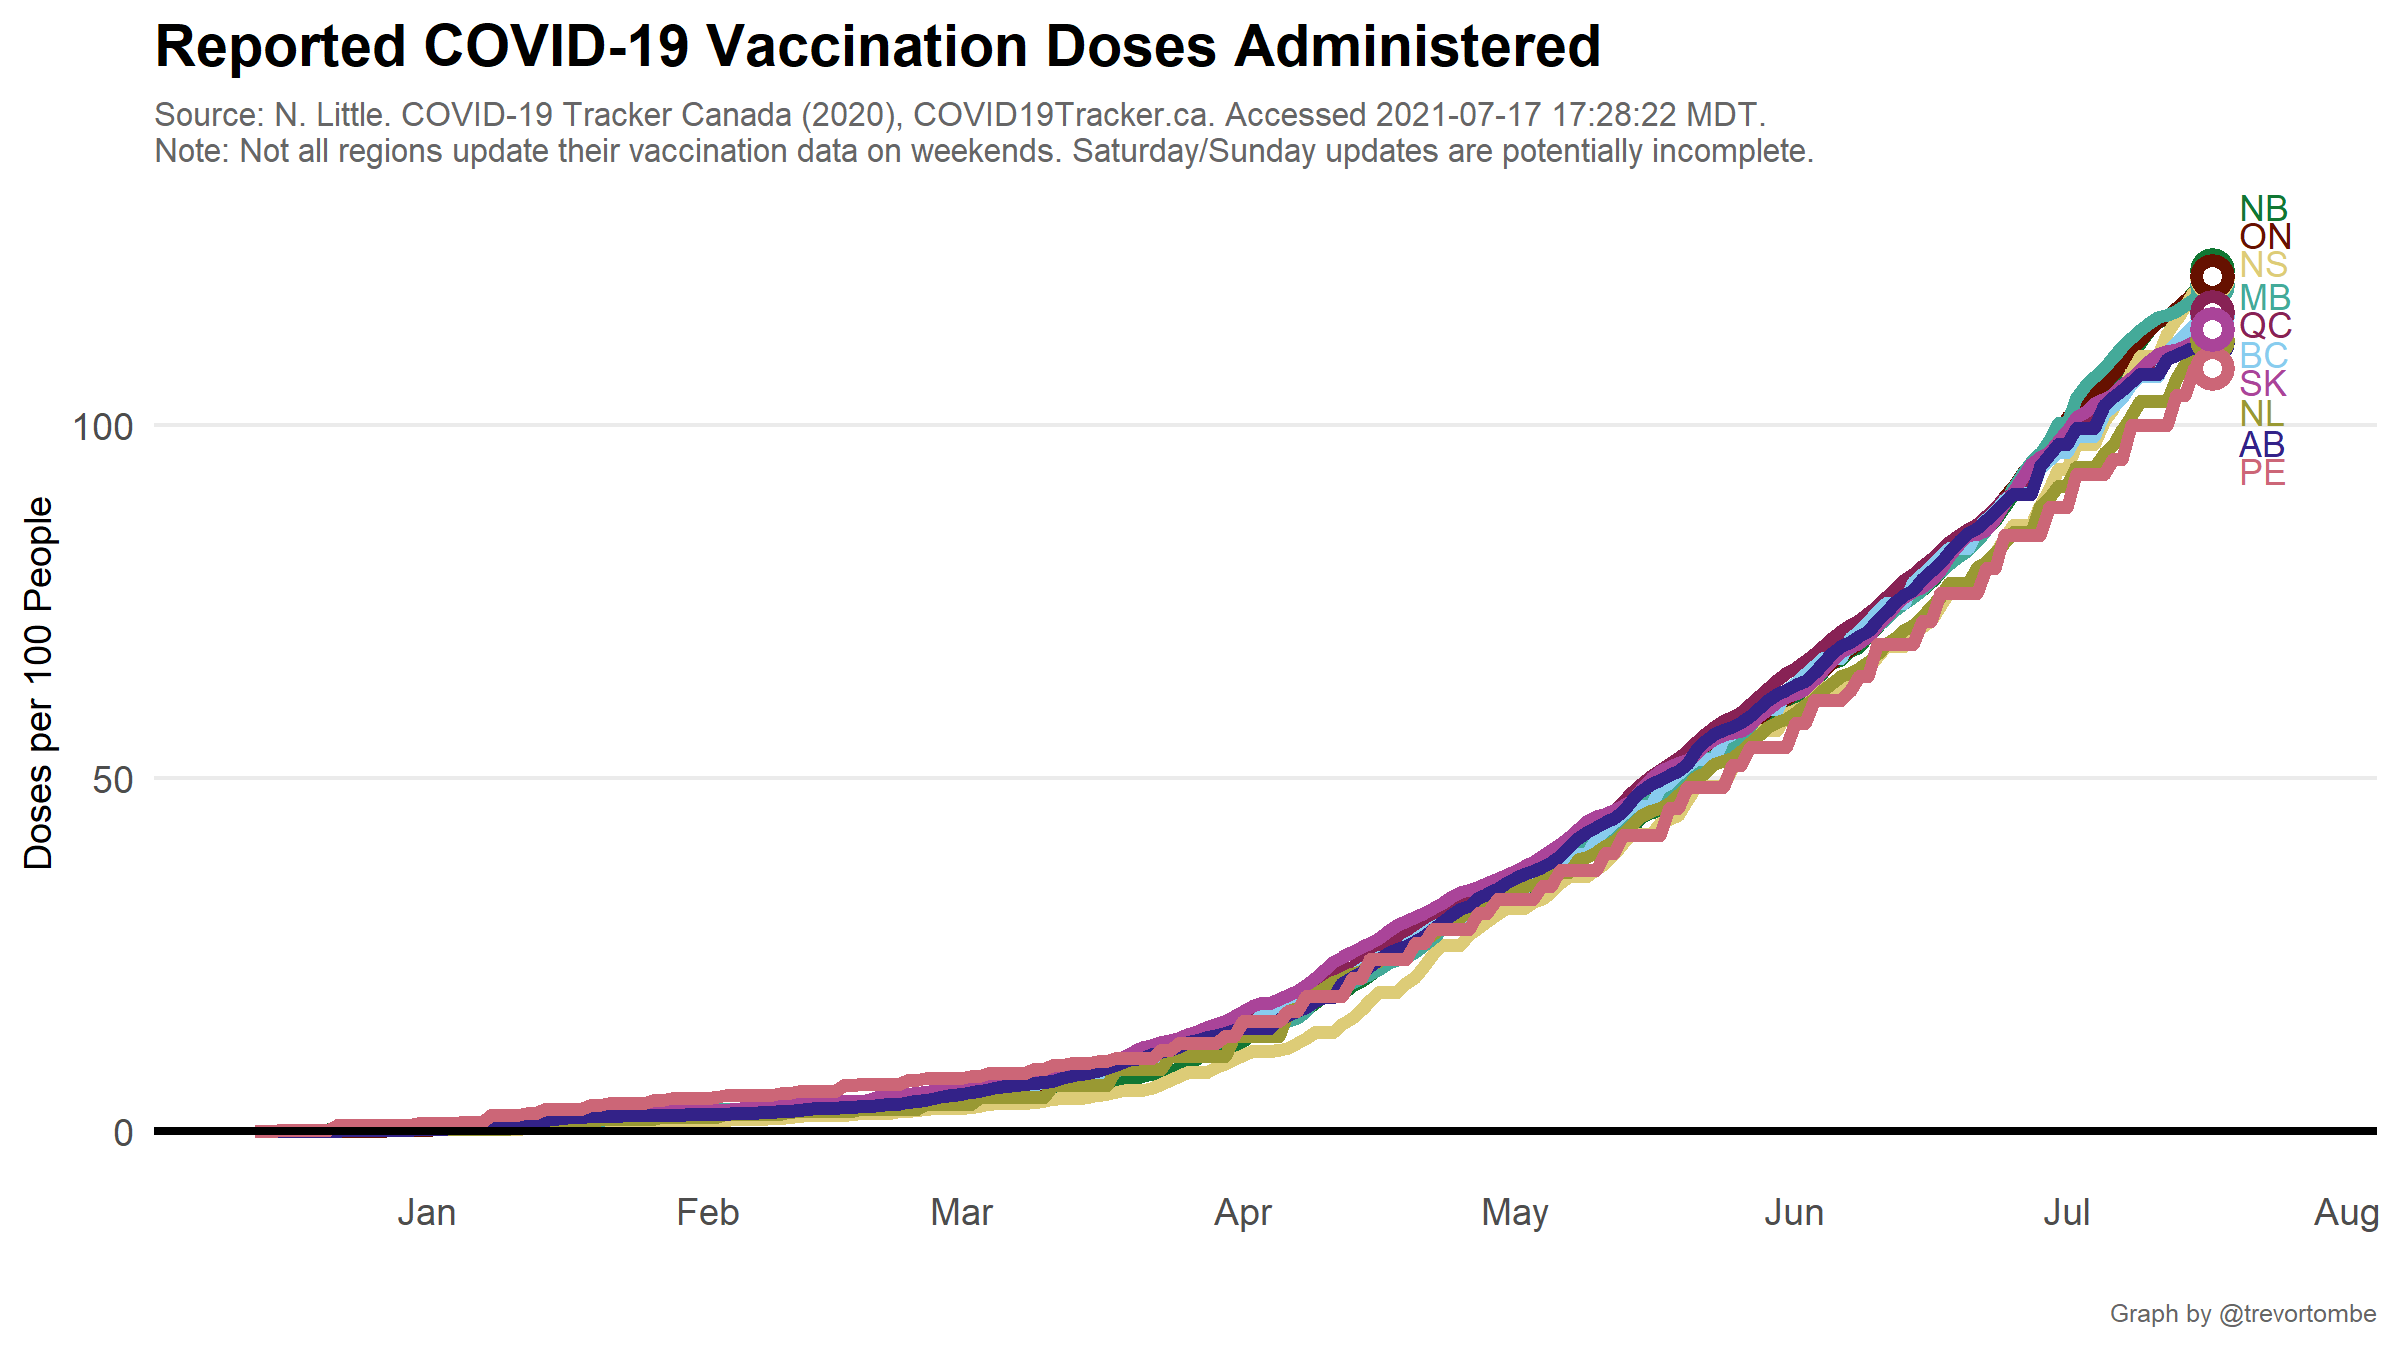 Reported COVID-19 Vaccination Doses Administered
Source: N. Little. COVID-19 Tracker Canada (2020), COVID19Tracker.ca. Accessed 2021-07-17 17:28:22 MDT.
Note: Not all regions update their vaccination data on weekends. Saturday/Sunday updates are potentially incomplete.
NB
ON
NS
MB
QC
BC
SK
NL
AB
PE
100
50
0
Doses per 100 People
Jan Feb Mar Apr May Jun Jul Aug
Graph by @trevortombe